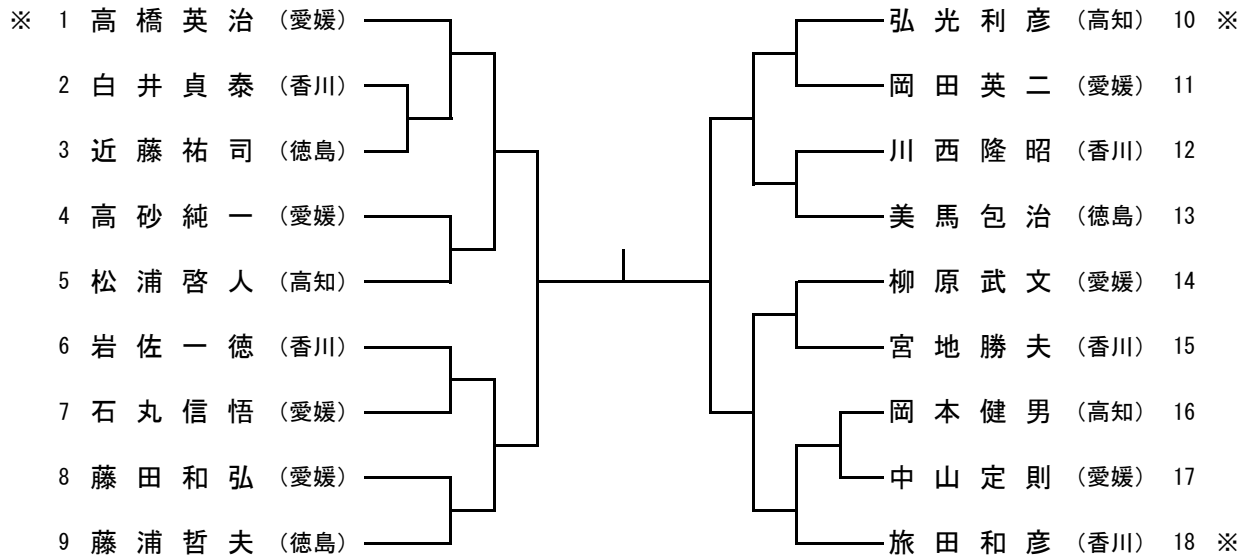 ※ 1 高橋英治 (愛媛)
2 白井貞泰 (香川)
3 近藤祐司 (徳島)
4 高砂純一 (愛媛)
5 松浦啓人 (高知)
6 岩佐一徳 (香川)
7 石丸信悟 (愛媛)
8 藤田和弘 (愛媛)
9 藤浦哲夫 (徳島)
弘光利彦 (高知) 10 ※
岡田英二 (愛媛) 11
川西隆昭 (香川) 12
美馬包治 (徳島) 13
柳原武文 (愛媛) 14
宮地勝夫 (香川) 15
岡本健男 (高知) 16
中山定則 (愛媛) 17
旅田和彦 (香川) 18 ※